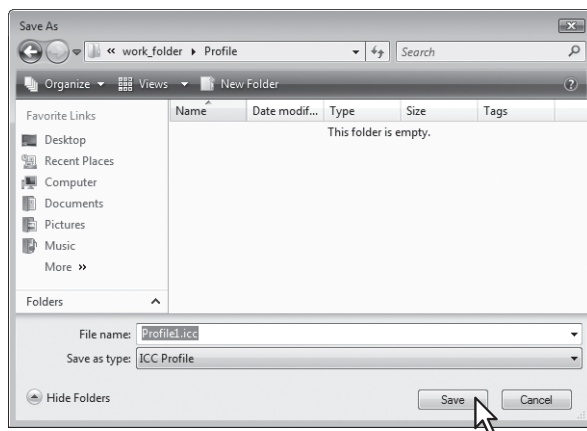 Save As
« work_folder ▸ Profile Search
Organize Views New Folder
Favorite Links
Desktop
Recent Places
Computer
Documents
Pictures
Music
More »
Folders
Name Date modif... Type Size Tags
This folder is empty.
File name: Profile1.icc
Save as type: ICC Profile
Hide Folders Save Cancel